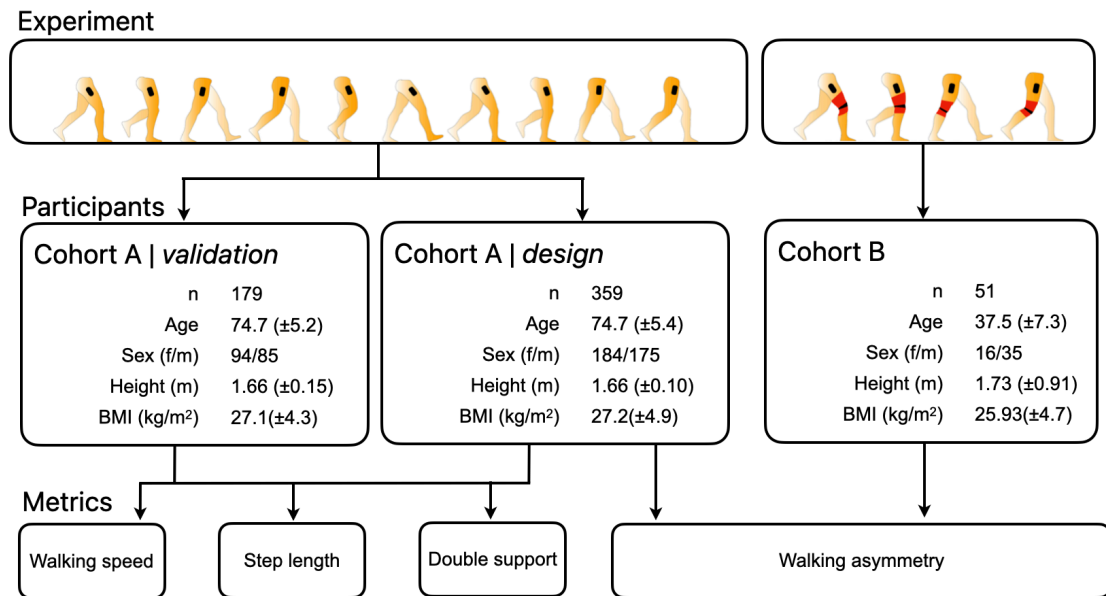 Experiment
Participants
Cohort A | validation
n 179
Age 74.7 (±5.2)
Sex (f/m) 94/85
Height (m) 1.66 (±0.15)
BMI (kg/m²) 27.1(±4.3)
Cohort A | design
n 359
Age 74.7 (±5.4)
Sex (f/m) 184/175
Height (m) 1.66 (±0.10)
BMI (kg/m²) 27.2(±4.9)
Cohort B
n 51
Age 37.5 (±7.3)
Sex (f/m) 16/35
Height (m) 1.73 (±0.91)
BMI (kg/m²) 25.93(±4.7)
Metrics
Walking speed
Step length
Double support
Walking asymmetry